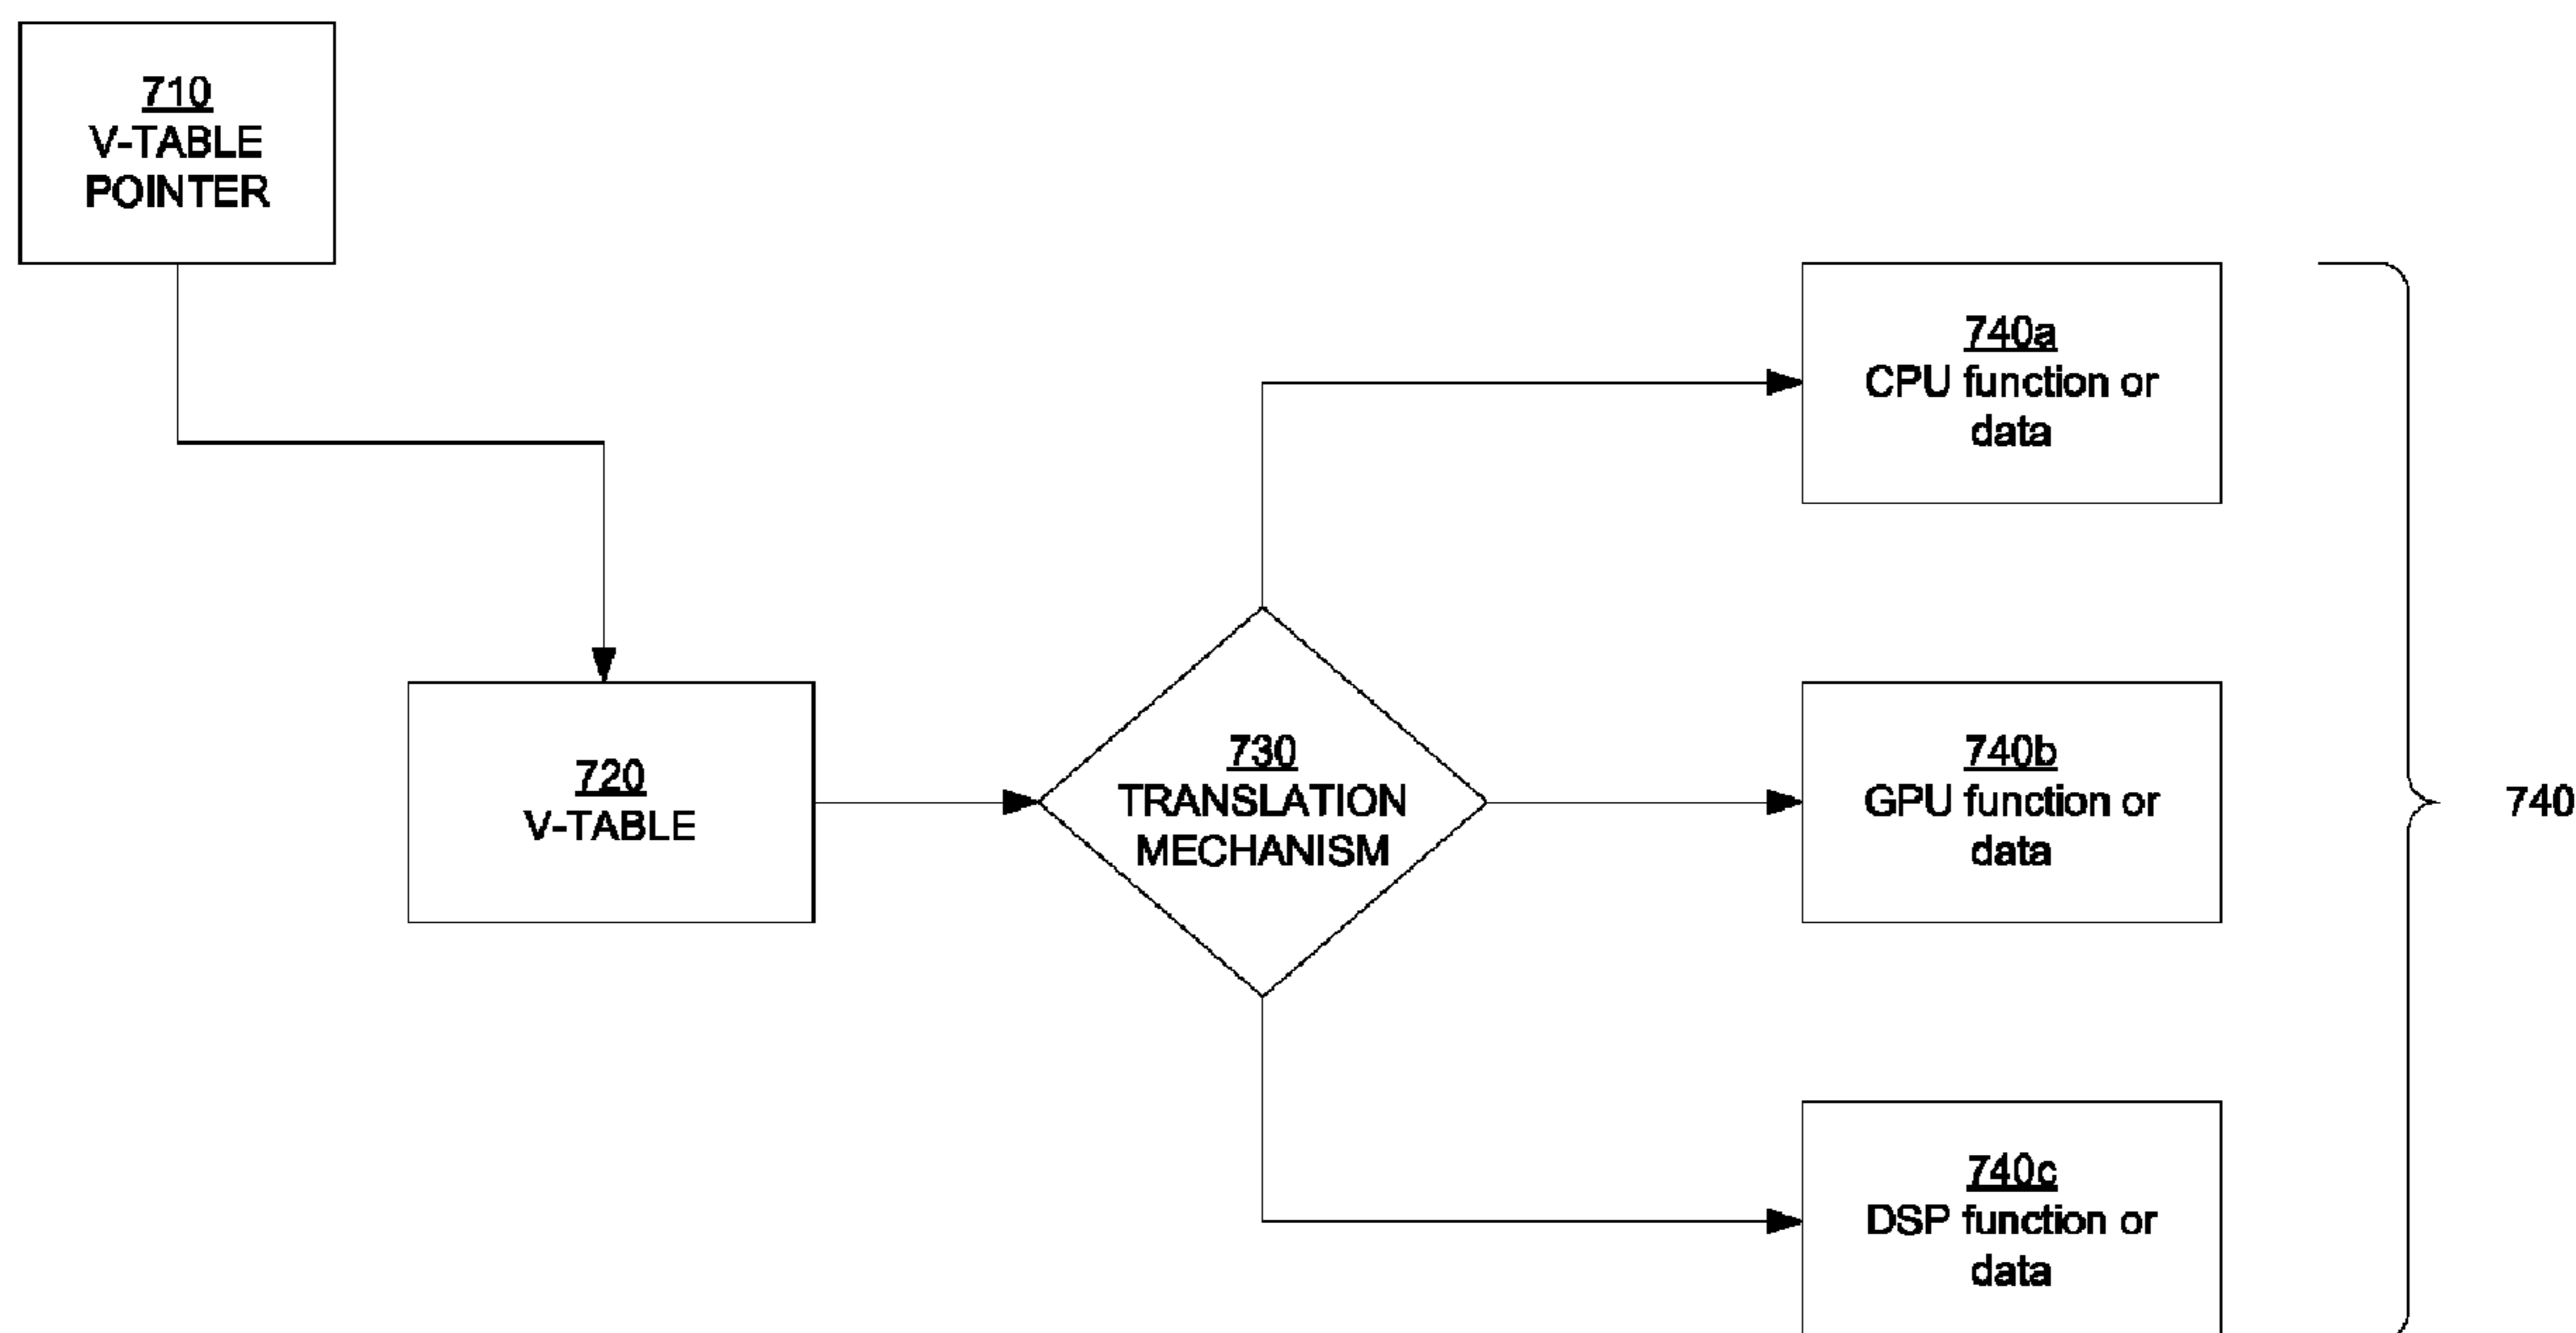 710
V-TABLE
POINTER
740a
CPU function or
data
720
V-TABLE
730
TRANSLATION
MECHANISM
740b
GPU function or
data
740
740c
DSP function or
data